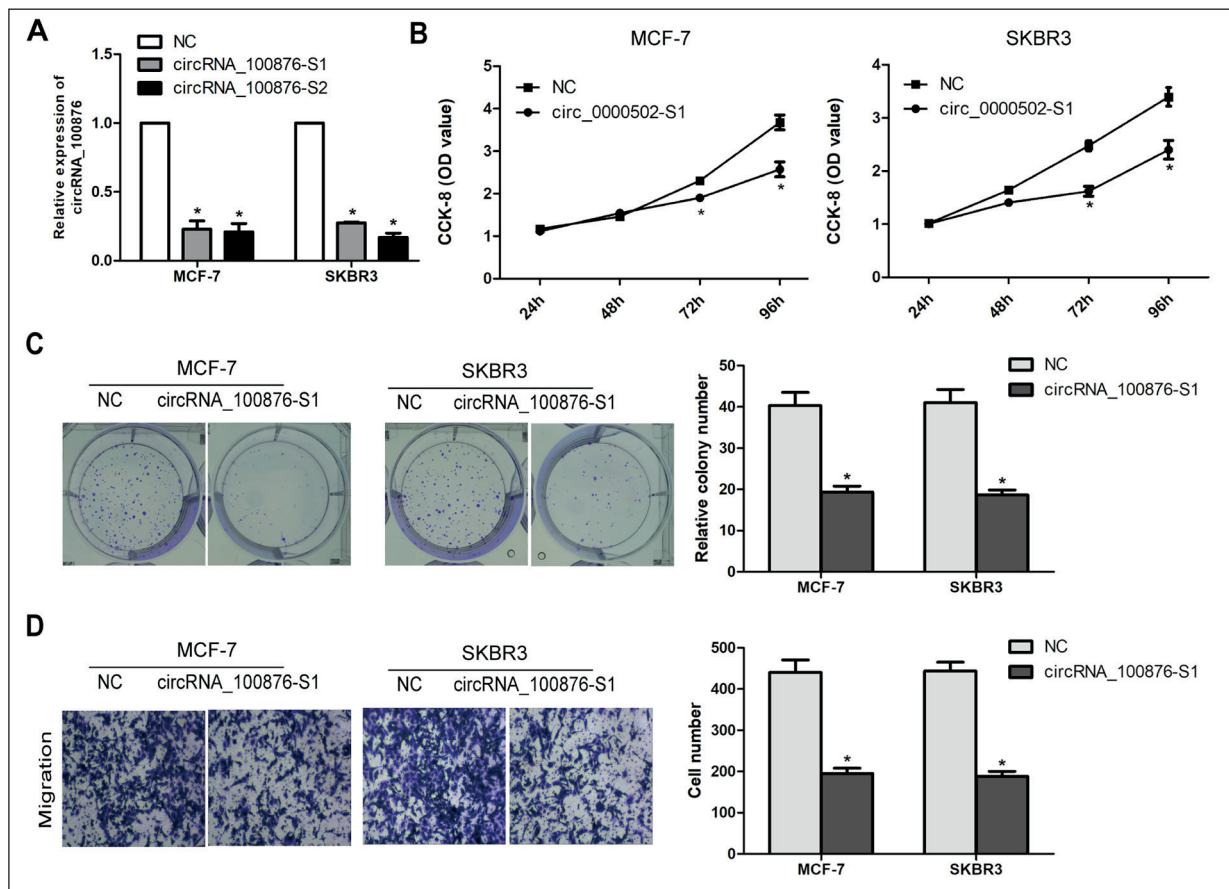 A
NC
circRNA_100876-S1
circRNA_100876-S2
Relative expression of
circRNA_100876
1.5
1.0
0.5
0.0
MCF-7
SKBR3
*
*
*
*
B
MCF-7
NC
circ_0000502-S1
CCK-8 (OD value)
5
4
3
2
1
0
24h
48h
72h
96h
*
*
SKBR3
NC
circ_0000502-S1
CCK-8 (OD value)
4
3
2
1
0
24h
48h
72h
96h
*
*
C
MCF-7
NC
circRNA_100876-S1
SKBR3
NC
circRNA_100876-S1
Relative colony number
50
40
30
20
10
0
MCF-7
SKBR3
*
*
NC
circRNA_100876-S1
D
MCF-7
NC
circRNA_100876-S1
SKBR3
NC
circRNA_100876-S1
Migration
Cell number
500
400
300
200
100
0
MCF-7
SKBR3
*
*
NC
circRNA_100876-S1